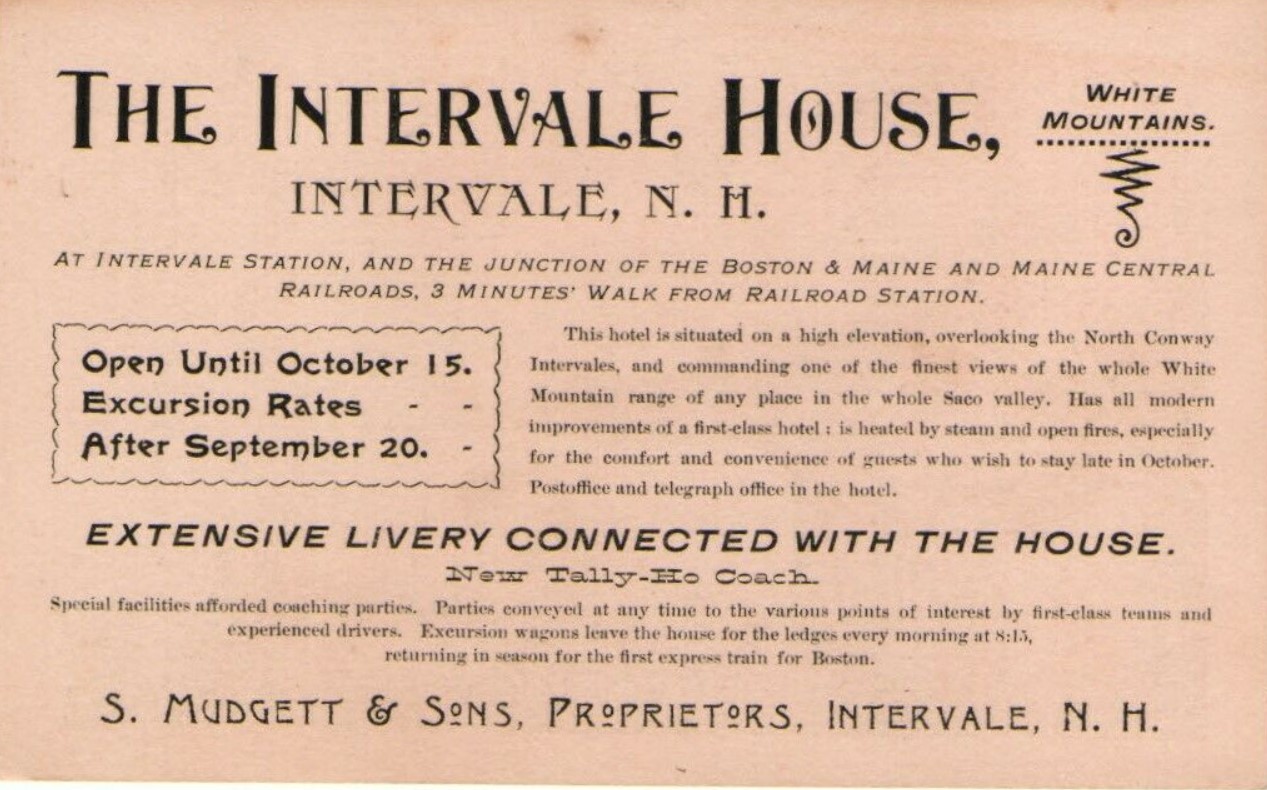 THE INTERVALE HOUSE,
WHITE
MOUNTAINS.
INTERVALE, N. H.
AT INTERVALE STATION, AND THE JUNCTION OF THE BOSTON & MAINE AND MAINE CENTRAL
RAILROADS, 3 MINUTES' WALK FROM RAILROAD STATION.
Open Until October 15.
Excursion Rates - -
After September 20. -
This hotel is situated on a high elevation, overlooking the North Conway
Intervales, and commanding one of the finest views of the whole White
Mountain range of any place in the whole Saco valley. Has all modern
improvements of a first-class hotel; is heated by steam and open fires, especially
for the comfort and convenience of guests who wish to stay late in October.
Postoffice and telegraph office in the hotel.
EXTENSIVE LIVERY CONNECTED WITH THE HOUSE.
New Tally-Ho Coach.
Special facilities afforded coaching parties. Parties conveyed at any time to the various points of interest by first-class teams and
experienced drivers. Excursion wagons leave the house for the ledges every morning at 8:15,
returning in season for the first express train for Boston.
S. MUDGETT & SONS, PROPRIETORS, INTERVALE, N. H.